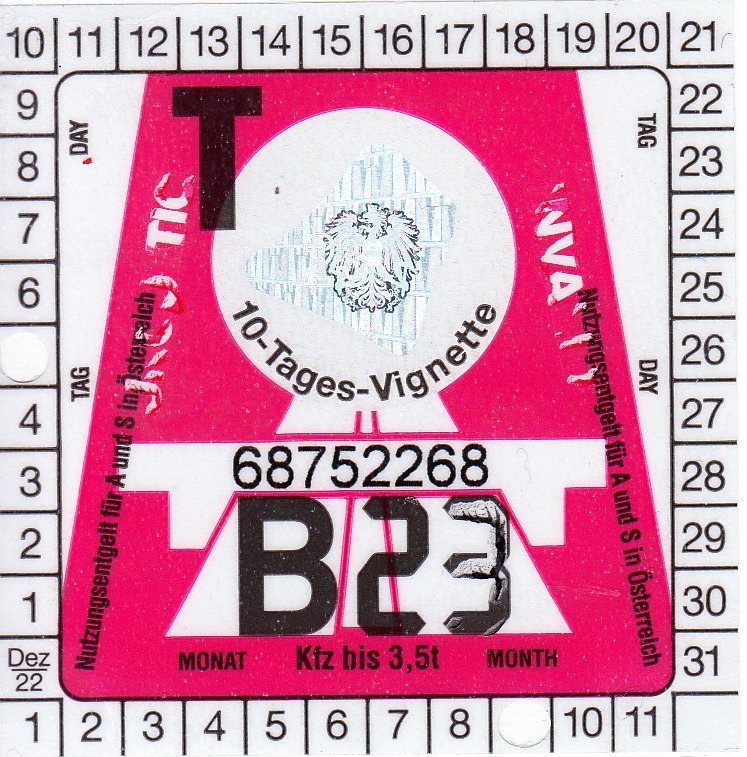 10 11 12 13 14 15 16 17 18 19 20 21
9 22
8 23
7 24
6 25
26
4 27
3 28
2 29
1 30
Dez 22 31
1 2 3 4 5 6 7 8 10 11
DAY
TAG
T
TIC
NVA
10-Tages-Vignette
TAG
DAY
Nutzungsentgelt für A und S in Österreich
Nutzungsentgelt für A und S in Österreich
68752268
B23
MONAT Kfz bis 3,5t MONTH